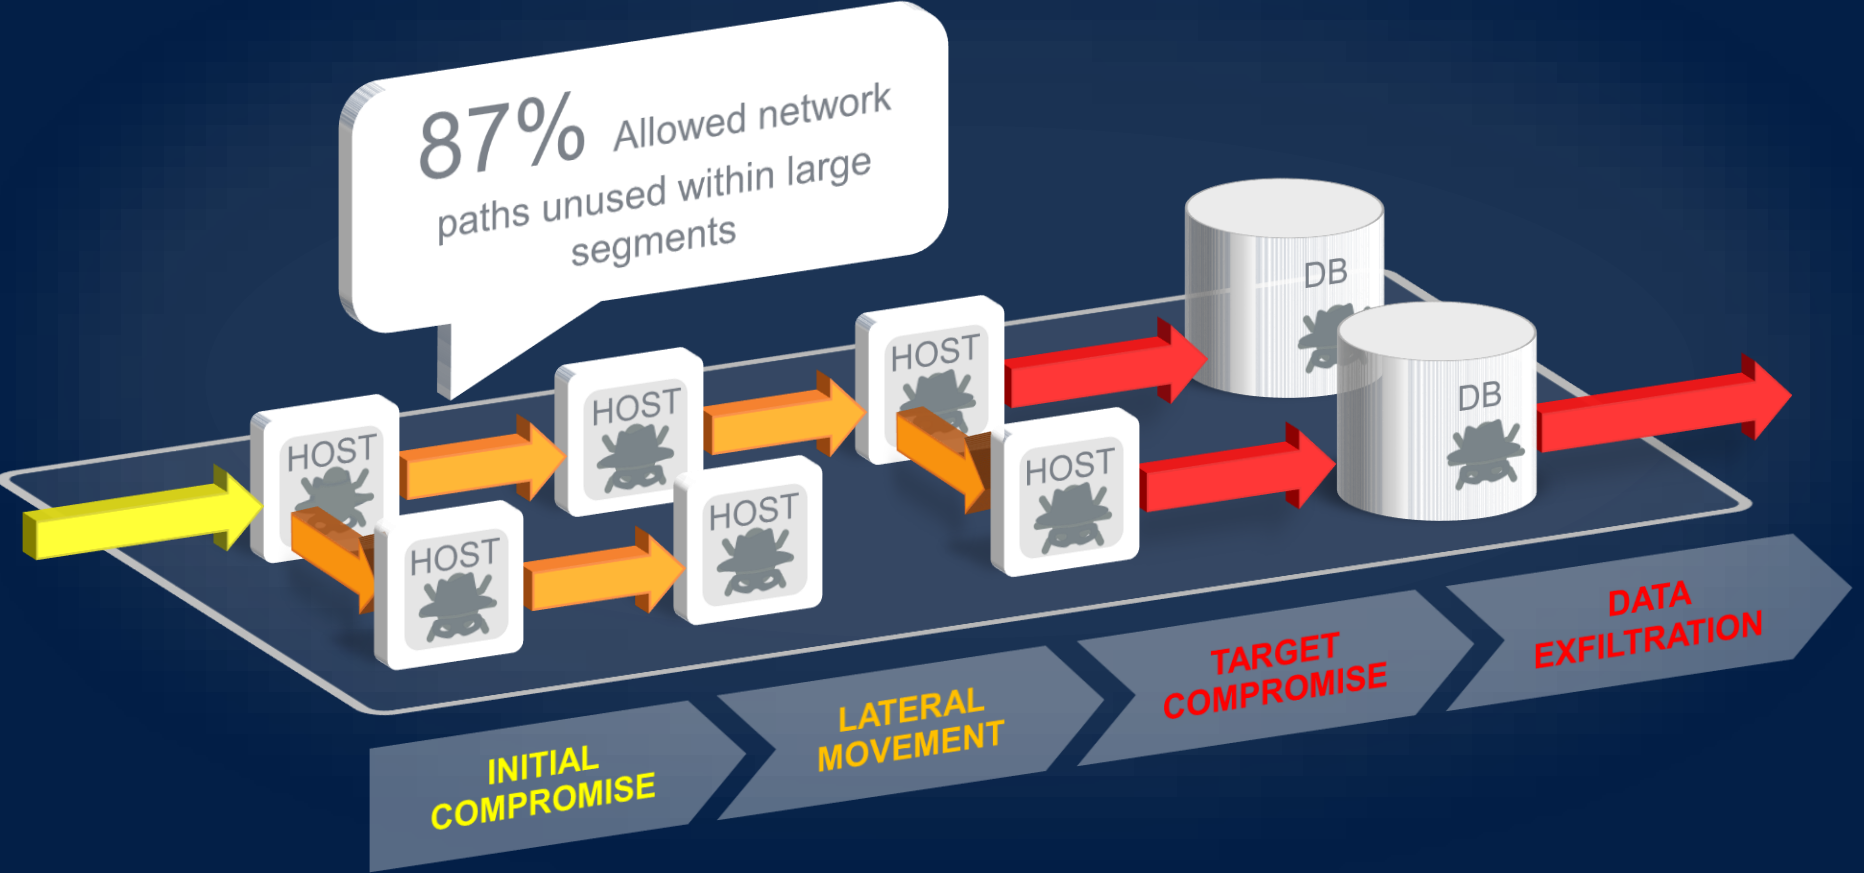 87% Allowed network
paths unused within large
segments
DB
DB
HOST
HOST
HOST
HOST
HOST
HOST
INITIAL
COMPROMISE
LATERAL
MOVEMENT
TARGET
COMPROMISE
DATA
EXFILTRATION